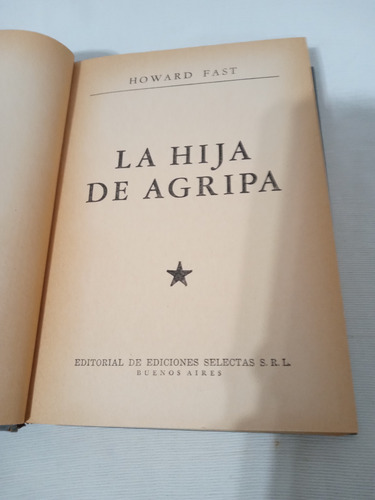 HOWARD FAST
LA HIJA
DE AGRIPA
EDITORIAL DE EDICIONES SELECTAS S. R. L.
BUENOS AIRES